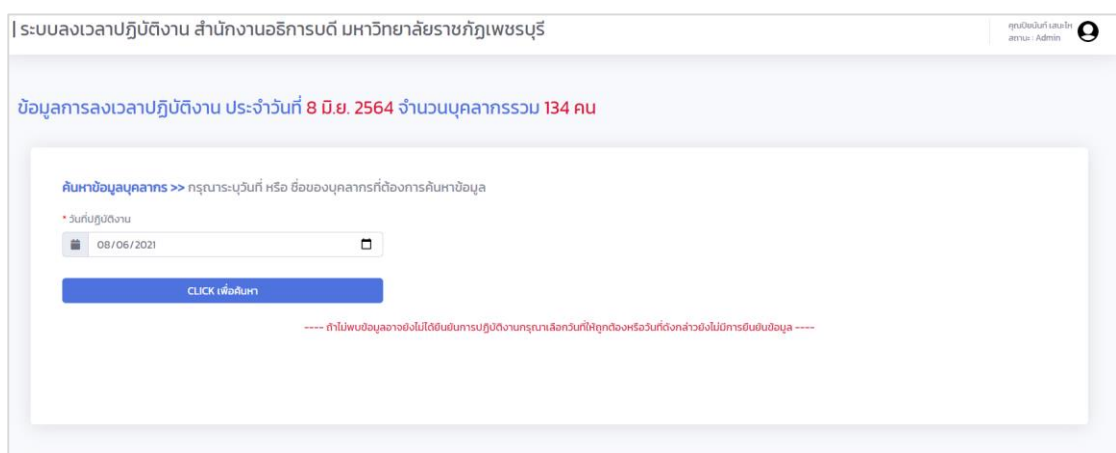 | ระบบลงเวลาปฏิบัติงาน สำนักงานอธิการบดี มหาวิทยาลัยราชภัฏเพชรบุรี
คุณปิยนันท์ เสนะโห
สถานะ : Admin
ข้อมูลการลงเวลาปฏิบัติงาน ประจำวันที่ 8 มิ.ย. 2564 จำนวนบุคลากรรวม 134 คน
ค้นหาข้อมูลบุคลากร >> กรุณาระบุวันที่ หรือ ชื่อของบุคลากรที่ต้องการค้นหาข้อมูล
* วันที่ปฏิบัติงาน
08/06/2021
CLICK เพื่อค้นหา
---- ถ้าไม่พบข้อมูลอาจยังไม่ได้ยืนยันการปฏิบัติงานกรุณาเลือกวันที่ให้ถูกต้องหรือวันที่ดังกล่าวยังไม่มีการยืนยันข้อมูล ----